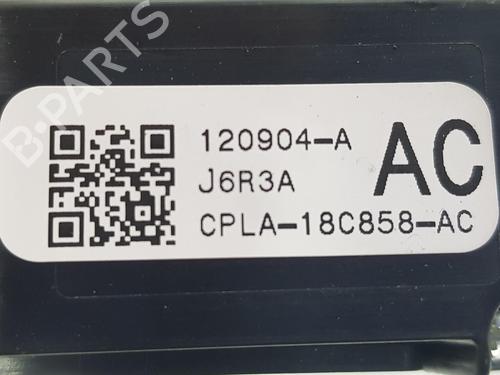 B-PARTS
120904-A
J6R3A
AC
CPLA-18C858-AC